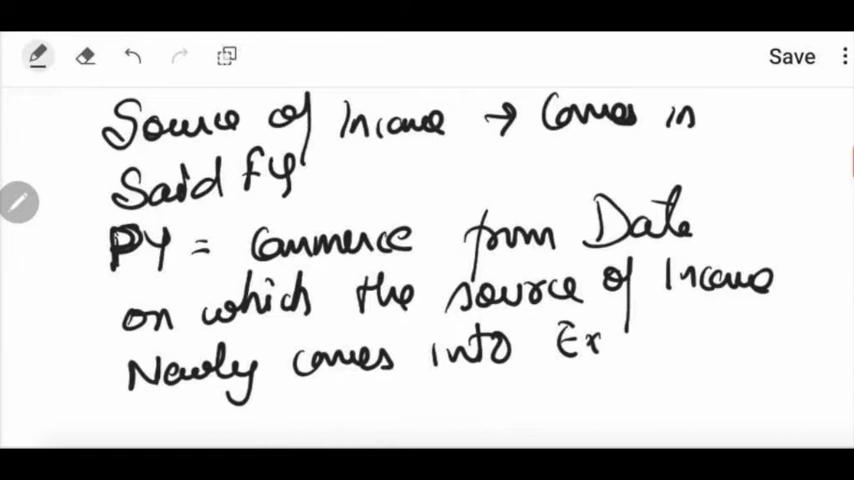 Save
Source of Income → Comes in
Said FY
PY = Commence from Date
on which the source of Income
Newly comes into Ex